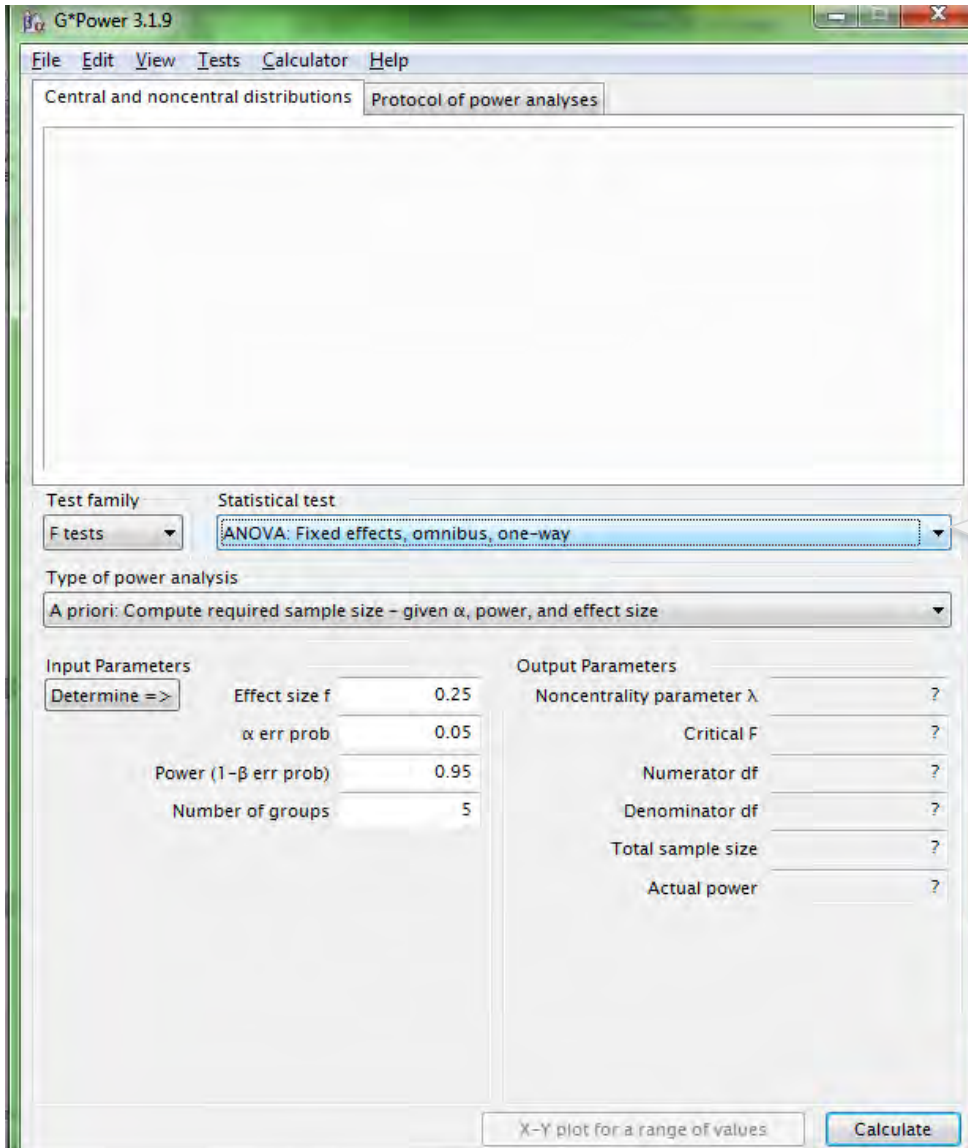 βα G*Power 3.1.9
File Edit View Tests Calculator Help
Central and noncentral distributions Protocol of power analyses
Test family Statistical test
F tests ANOVA: Fixed effects, omnibus, one-way
Type of power analysis
A priori: Compute required sample size – given α, power, and effect size
Input Parameters Output Parameters
Determine => Effect size f 0.25 Noncentrality parameter λ ?
α err prob 0.05 Critical F ?
Power (1-β err prob) 0.95 Numerator df ?
Number of groups 5 Denominator df ?
Total sample size ?
Actual power ?
X-Y plot for a range of values Calculate